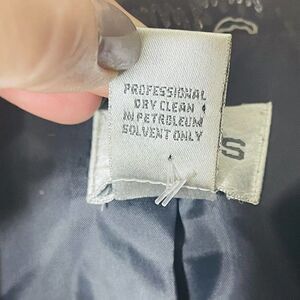 PROFESSIONAL
DRY CLEAN
IN PETROLEUM
SOLVENT ONLY
S